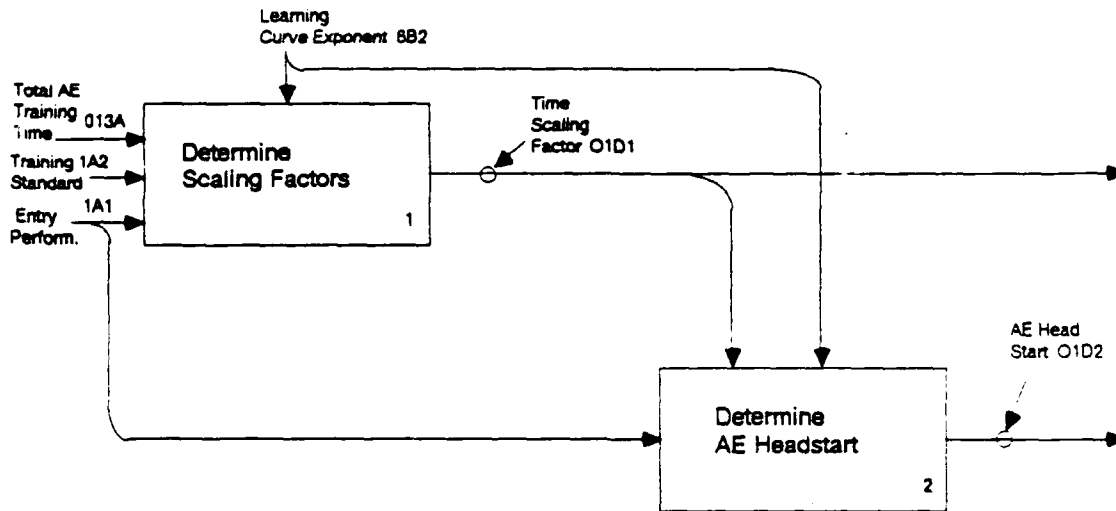 Learning
Curve Exponent 6B2
Total AE
Training
Time
013A
Training 1A2
Standard
Entry
Perform.
1A1
Determine
Scaling Factors
1
Time
Scaling
Factor O1D1
AE Head
Start O1D2
Determine
AE Headstart
2